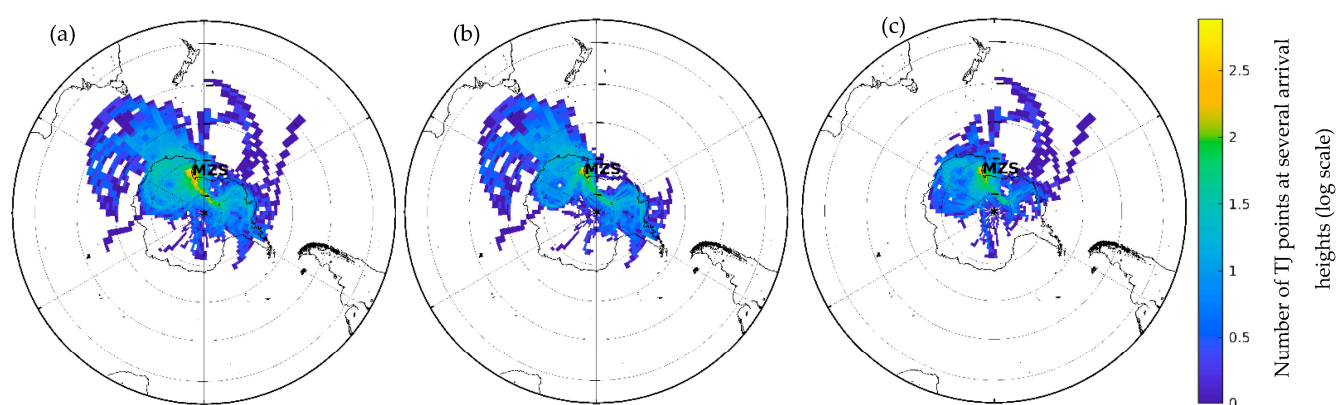 (a)
(b)
(c)
MZS
MZS
MZS
2.5
2
1.5
1
0.5
0
Number of TJ points at several arrival
heights (log scale)